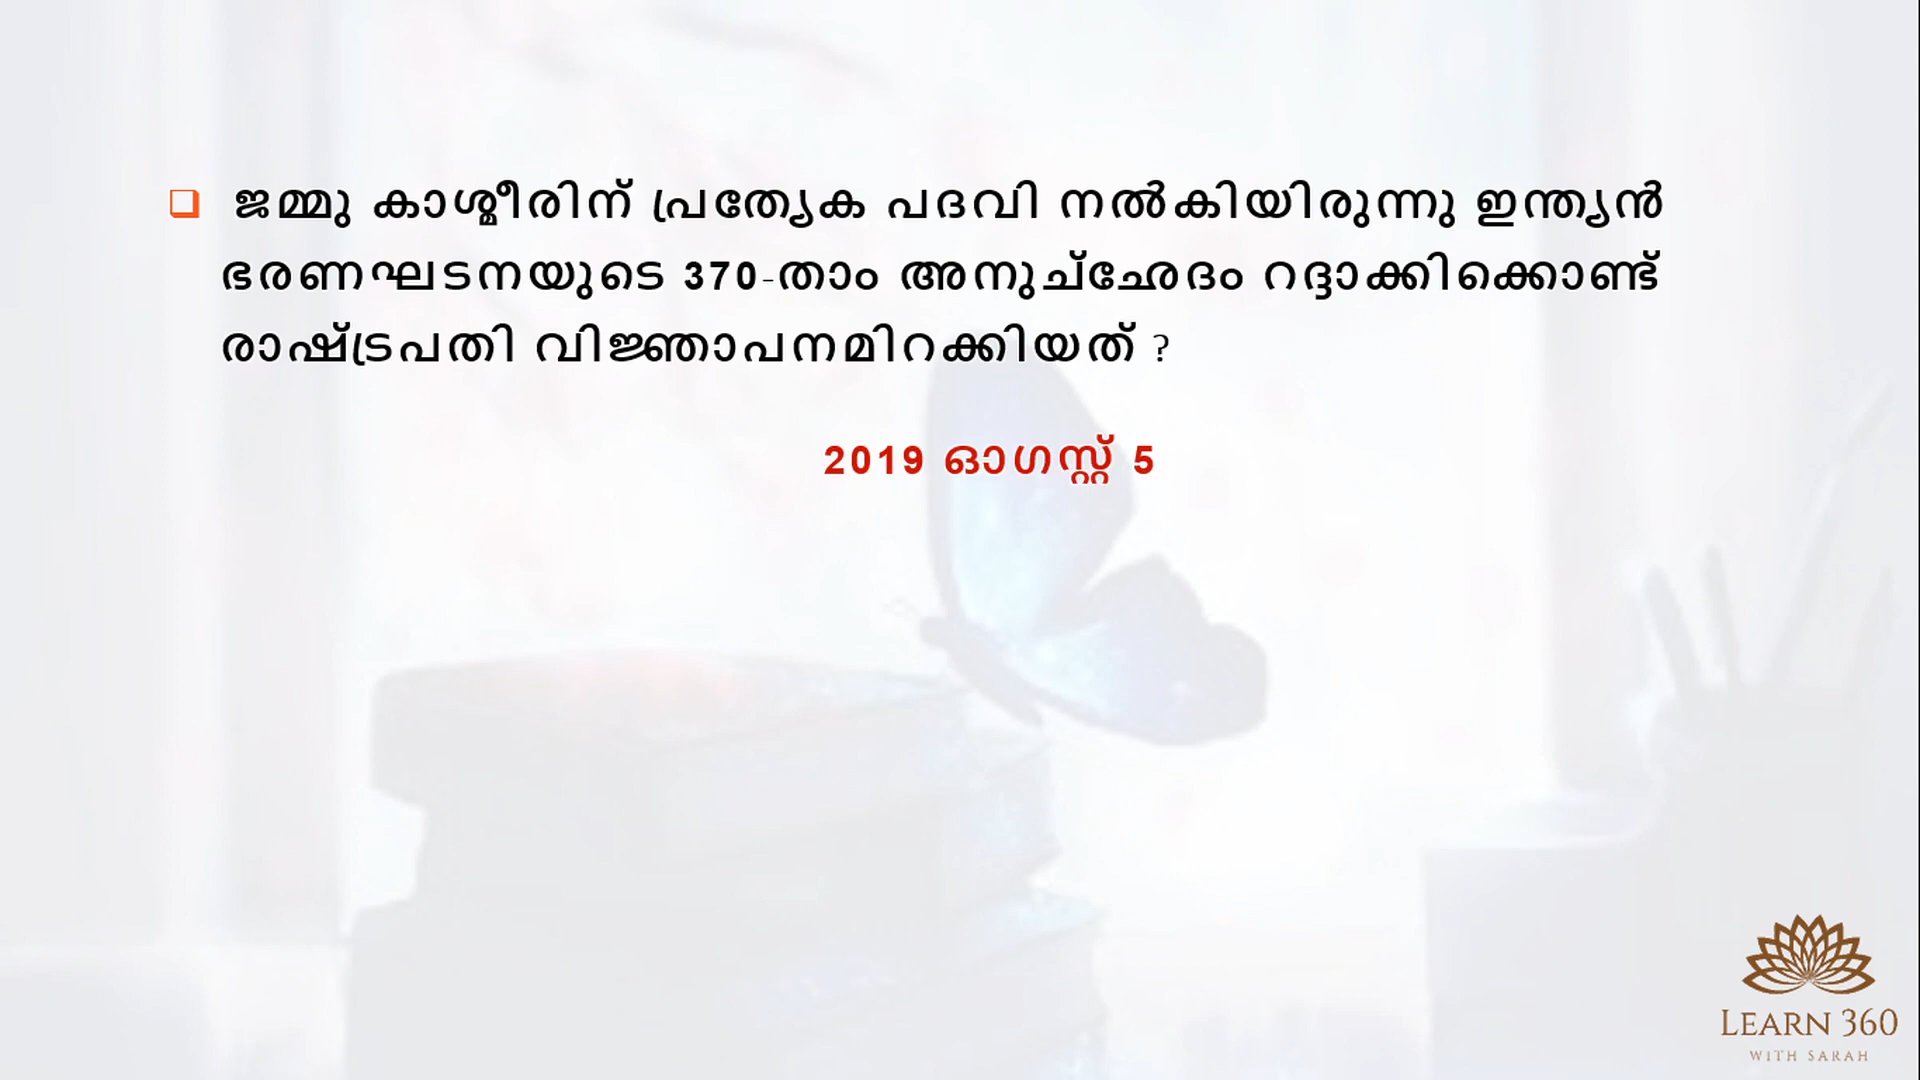 ജമ്മു കാശ്മീരിന് പ്രത്യേക പദവി നൽകിയിരുന്നു ഇന്ത്യൻ
ഭരണഘടനയുടെ 370-താം അനുച്ഛേദം റദ്ദാക്കിക്കൊണ്ട്
രാഷ്ട്രപതി വിജ്ഞാപനമിറക്കിയത് ?
2019 ഓഗസ്റ്റ് 5
LEARN 360
WITH SARAH